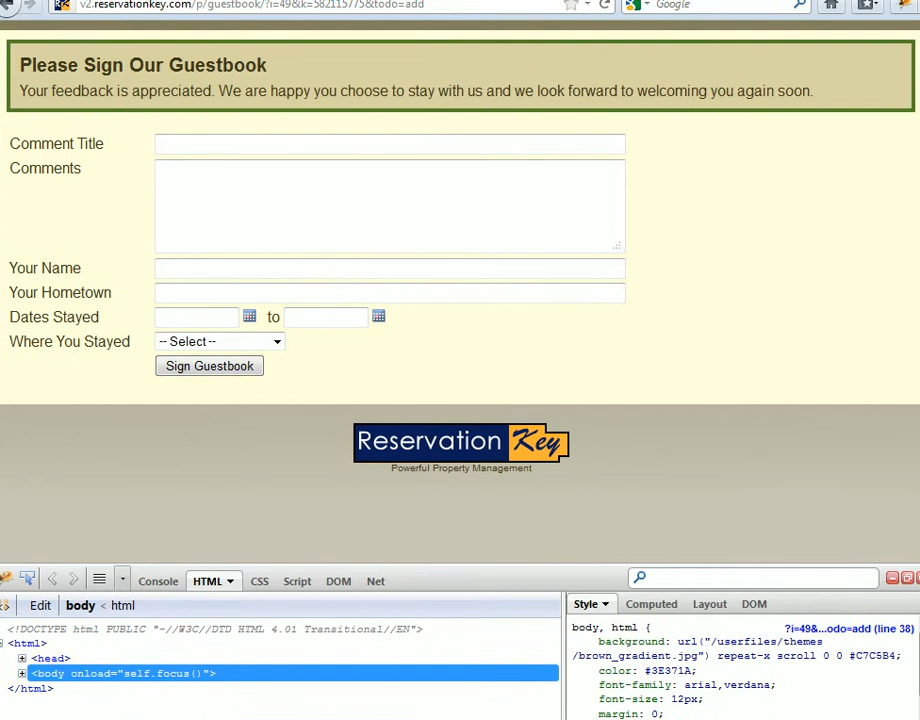 v2.reservationkey.com/p/guestbook/?i=49&k=582115775&todo=add
Google
Please Sign Our Guestbook
Your feedback is appreciated. We are happy you choose to stay with us and we look forward to welcoming you again soon.
Comment Title
Comments
Your Name
Your Hometown
Dates Stayed to
Where You Stayed -- Select --
Sign Guestbook
Reservation Key
Powerful Property Management
Console HTML CSS Script DOM Net
Edit body < html
Style Computed Layout DOM
<!DOCTYPE html PUBLIC "-//W3C//DTD HTML 4.01 Transitional//EN">
<html>
<head>
<body onload="self.focus()">
</html>
body, html { ?i=49&...odo=add (line 38)
background: url("/userfiles/themes
/brown_gradient.jpg") repeat-x scroll 0 0 #C7C5B4;
color: #3E371A;
font-family: arial,verdana;
font-size: 12px;
margin: 0;